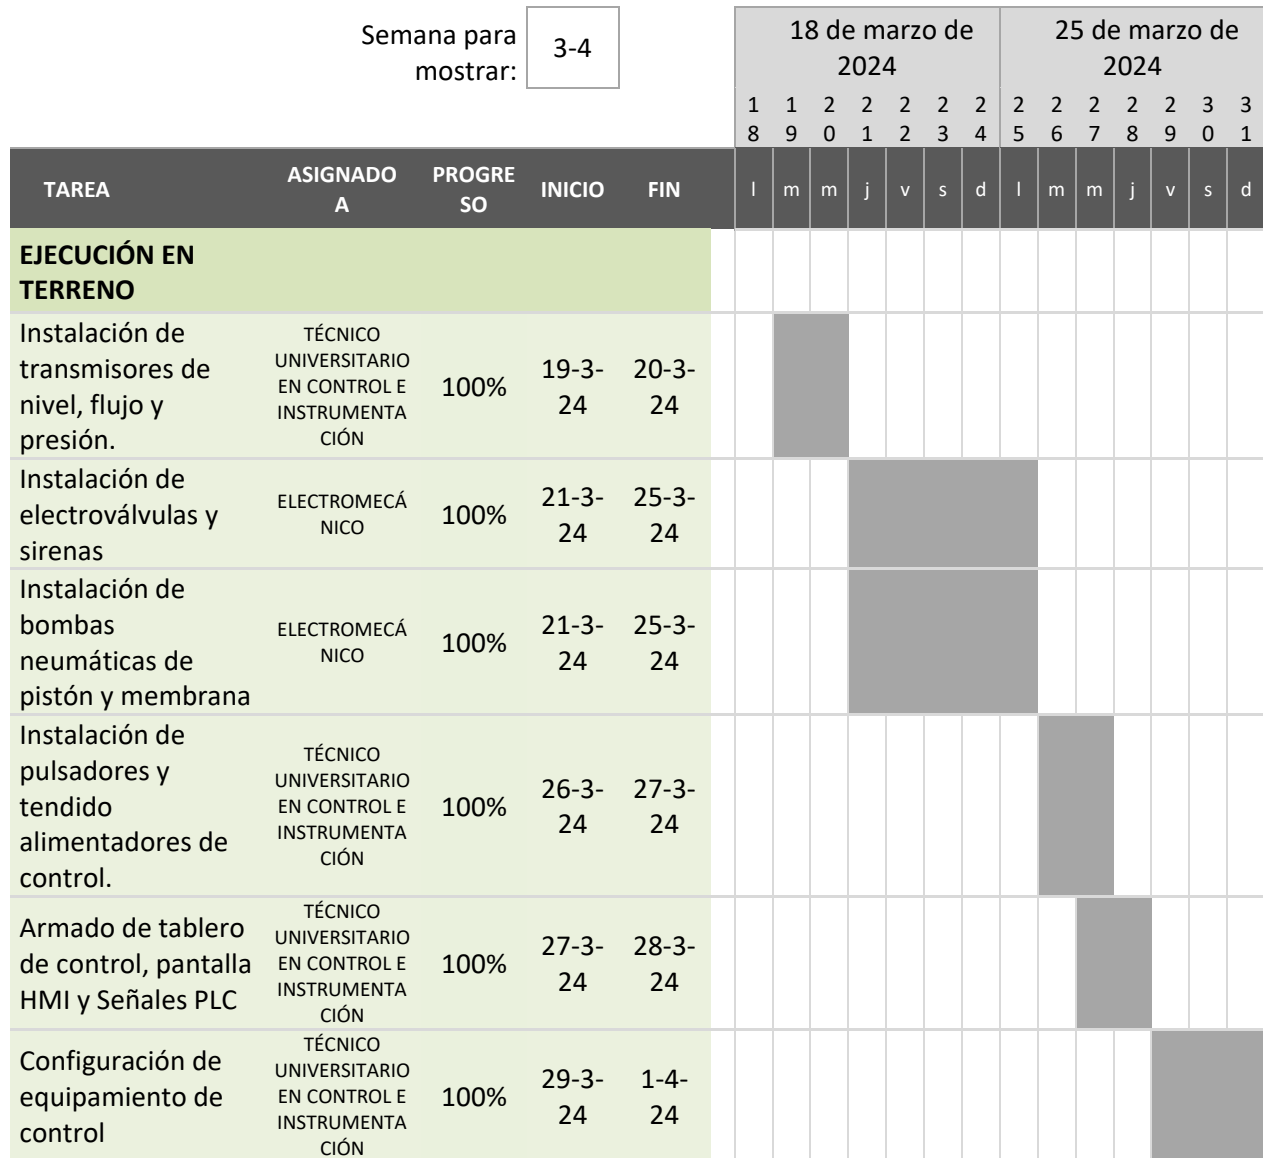 Semana para
mostrar:
3-4
18 de marzo de
2024
25 de marzo de
2024
1 1 2 2 2 2 2 2 2 2 2 2 3 3
8 9 0 1 2 3 4 5 6 7 8 9 0 1
TAREA
ASIGNADO
A
PROGRE
SO
INICIO
FIN
l m m j v s d l m m j v s d
EJECUCIÓN EN
TERRENO
Instalación de
transmisores de
nivel, flujo y
presión.
TÉCNICO
UNIVERSITARIO
EN CONTROL E
INSTRUMENTA
CIÓN
100%
19-3-
24
20-3-
24
Instalación de
electroválvulas y
sirenas
ELECTROMECÁ
NICO
100%
21-3-
24
25-3-
24
Instalación de
bombas
neumáticas de
pistón y membrana
ELECTROMECÁ
NICO
100%
21-3-
24
25-3-
24
Instalación de
pulsadores y
tendido
alimentadores de
control.
TÉCNICO
UNIVERSITARIO
EN CONTROL E
INSTRUMENTA
CIÓN
100%
26-3-
24
27-3-
24
Armado de tablero
de control, pantalla
HMI y Señales PLC
TÉCNICO
UNIVERSITARIO
EN CONTROL E
INSTRUMENTA
CIÓN
100%
27-3-
24
28-3-
24
Configuración de
equipamiento de
control
TÉCNICO
UNIVERSITARIO
EN CONTROL E
INSTRUMENTA
CIÓN
100%
29-3-
24
1-4-
24